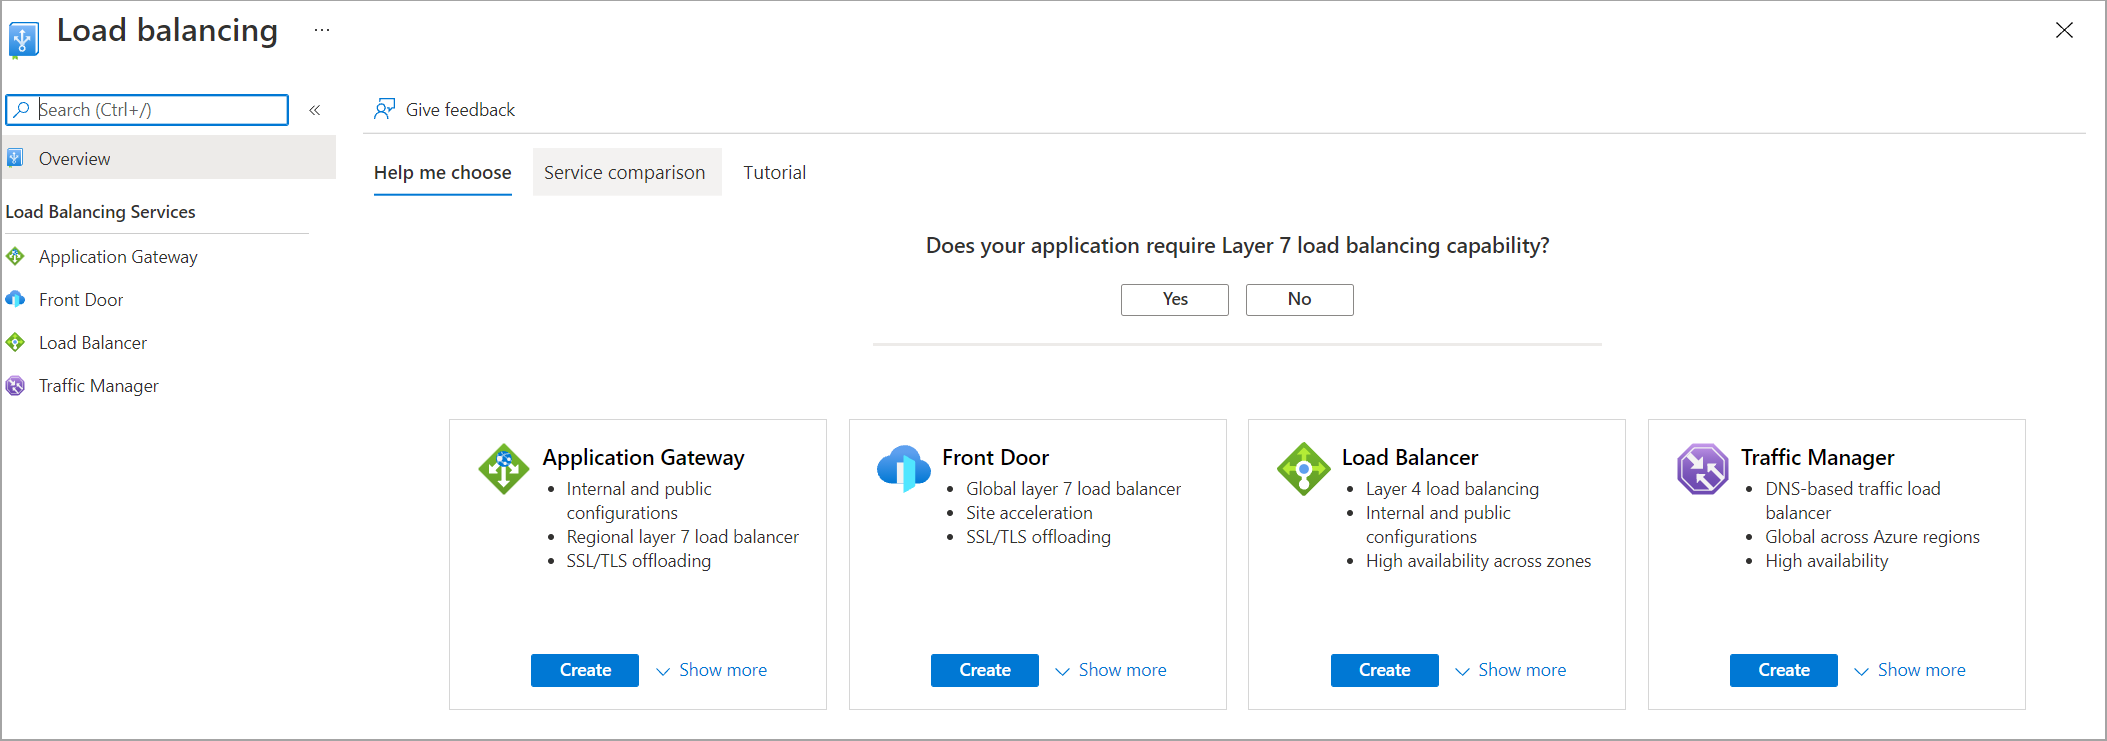 Load balancing
...
Search (Ctrl+/)
«
Give feedback
Overview
Help me choose
Service comparison
Tutorial
Load Balancing Services
Application Gateway
Front Door
Load Balancer
Traffic Manager
Does your application require Layer 7 load balancing capability?
Yes
No
Application Gateway
• Internal and public
configurations
• Regional layer 7 load balancer
• SSL/TLS offloading
Create
Show more
Front Door
• Global layer 7 load balancer
• Site acceleration
• SSL/TLS offloading
Create
Show more
Load Balancer
• Layer 4 load balancing
• Internal and public
configurations
• High availability across zones
Create
Show more
Traffic Manager
• DNS-based traffic load
balancer
• Global across Azure regions
• High availability
Create
Show more